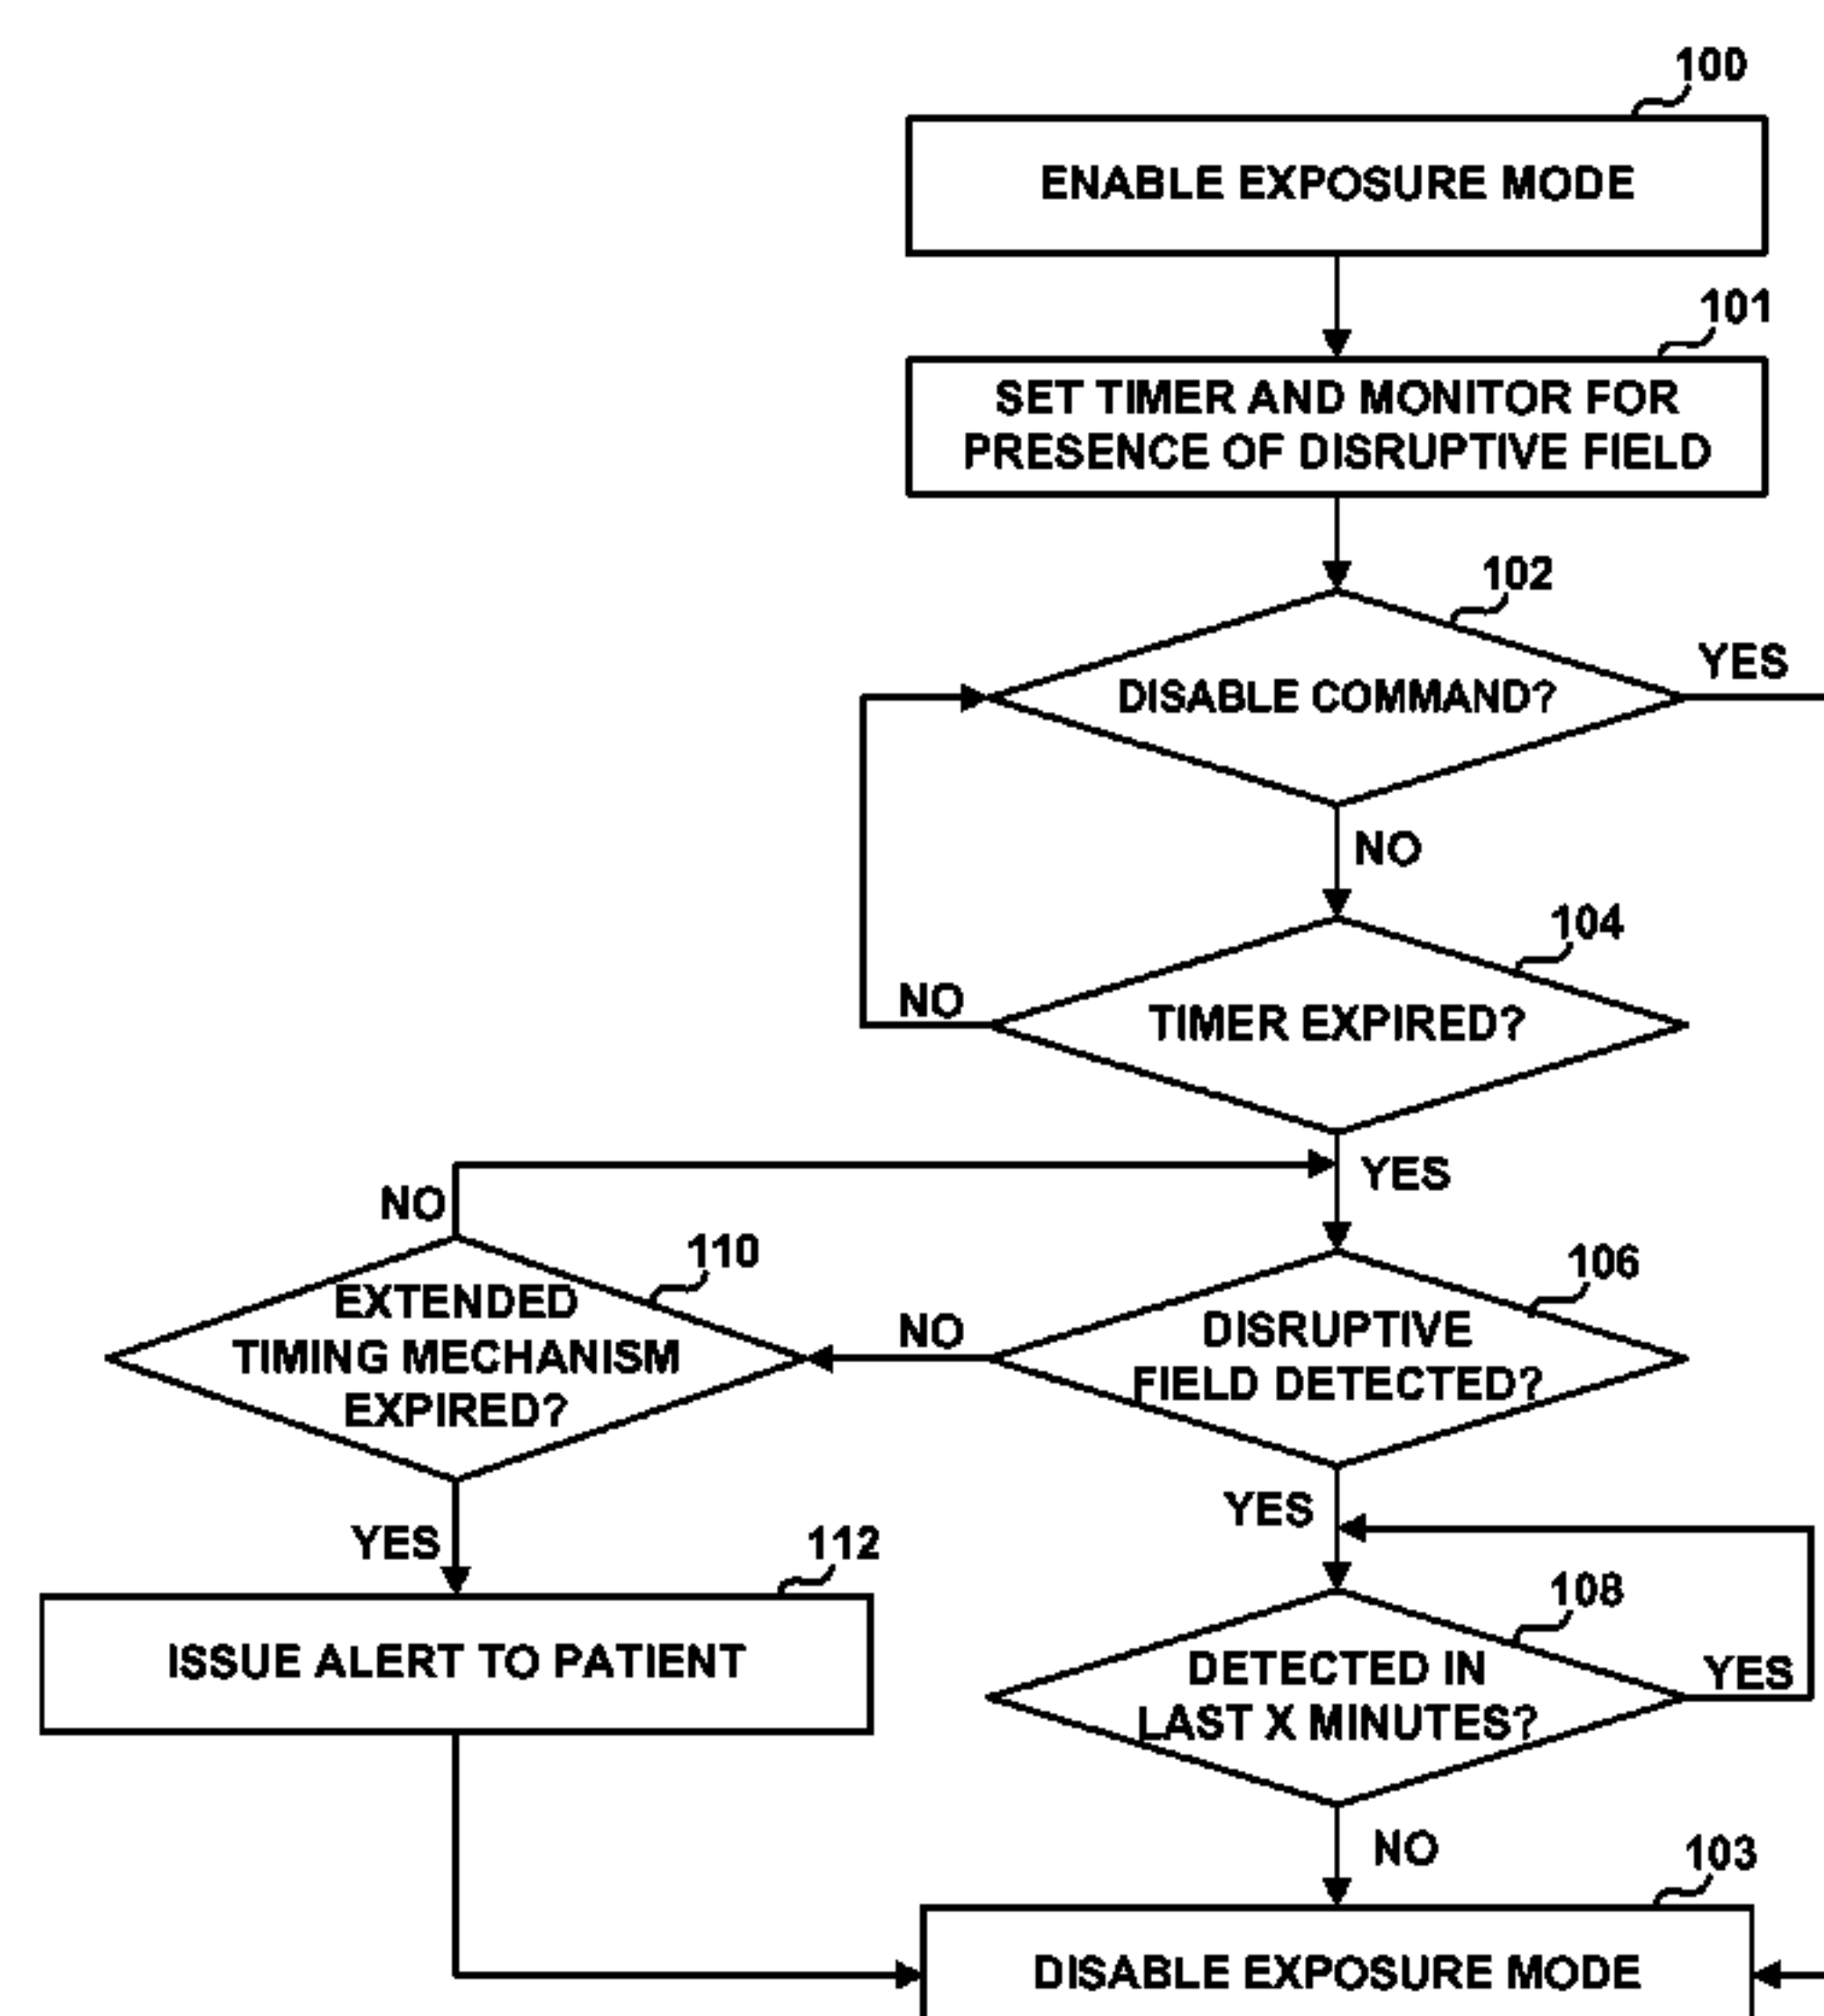 100
ENABLE EXPOSURE MODE
101
SET TIMER AND MONITOR FOR
PRESENCE OF DISRUPTIVE FIELD
102
DISABLE COMMAND?
YES
NO
104
TIMER EXPIRED?
NO
YES
NO
110
EXTENDED
TIMING MECHANISM
EXPIRED?
NO
106
DISRUPTIVE
FIELD DETECTED?
YES
YES
112
ISSUE ALERT TO PATIENT
108
DETECTED IN
LAST X MINUTES?
YES
NO
103
DISABLE EXPOSURE MODE